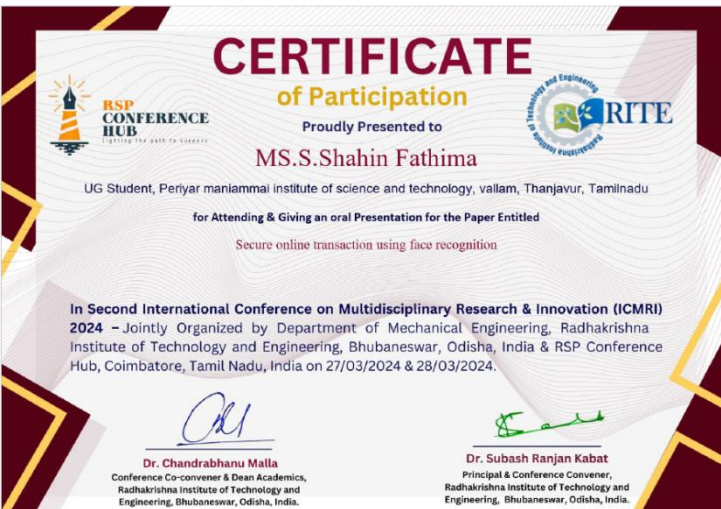 CERTIFICATE
of Participation
RSP
CONFERENCE
HUB
Lighting the path to success
Radhakrishna Institute of Technology and Engineering
RITE
Proudly Presented to
MS.S.Shahin Fathima
UG Student, Periyar maniammai institute of science and technology, vallam, Thanjavur, Tamilnadu
for Attending & Giving an oral Presentation for the Paper Entitled
Secure online transaction using face recognition
In Second International Conference on Multidisciplinary Research & Innovation (ICMRI)
2024 – Jointly Organized by Department of Mechanical Engineering, Radhakrishna
Institute of Technology and Engineering, Bhubaneswar, Odisha, India & RSP Conference
Hub, Coimbatore, Tamil Nadu, India on 27/03/2024 & 28/03/2024.
Dr. Chandrabhanu Malla
Conference Co-convener & Dean Academics,
Radhakrishna Institute of Technology and
Engineering, Bhubaneswar, Odisha, India.
Dr. Subash Ranjan Kabat
Principal & Conference Convener,
Radhakrishna Institute of Technology and
Engineering, Bhubaneswar, Odisha, India.